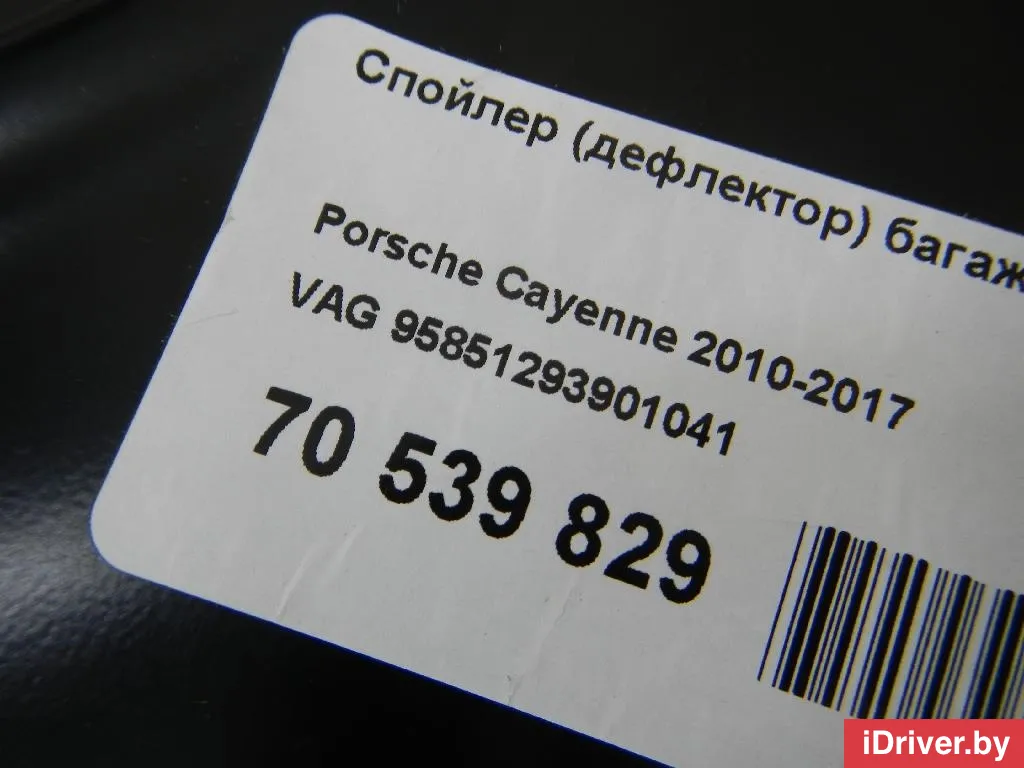 Спойлер (дефлектор) багаж
Porsche Cayenne 2010-2017
VAG 95851293901041
70 539 829
iDriver.by